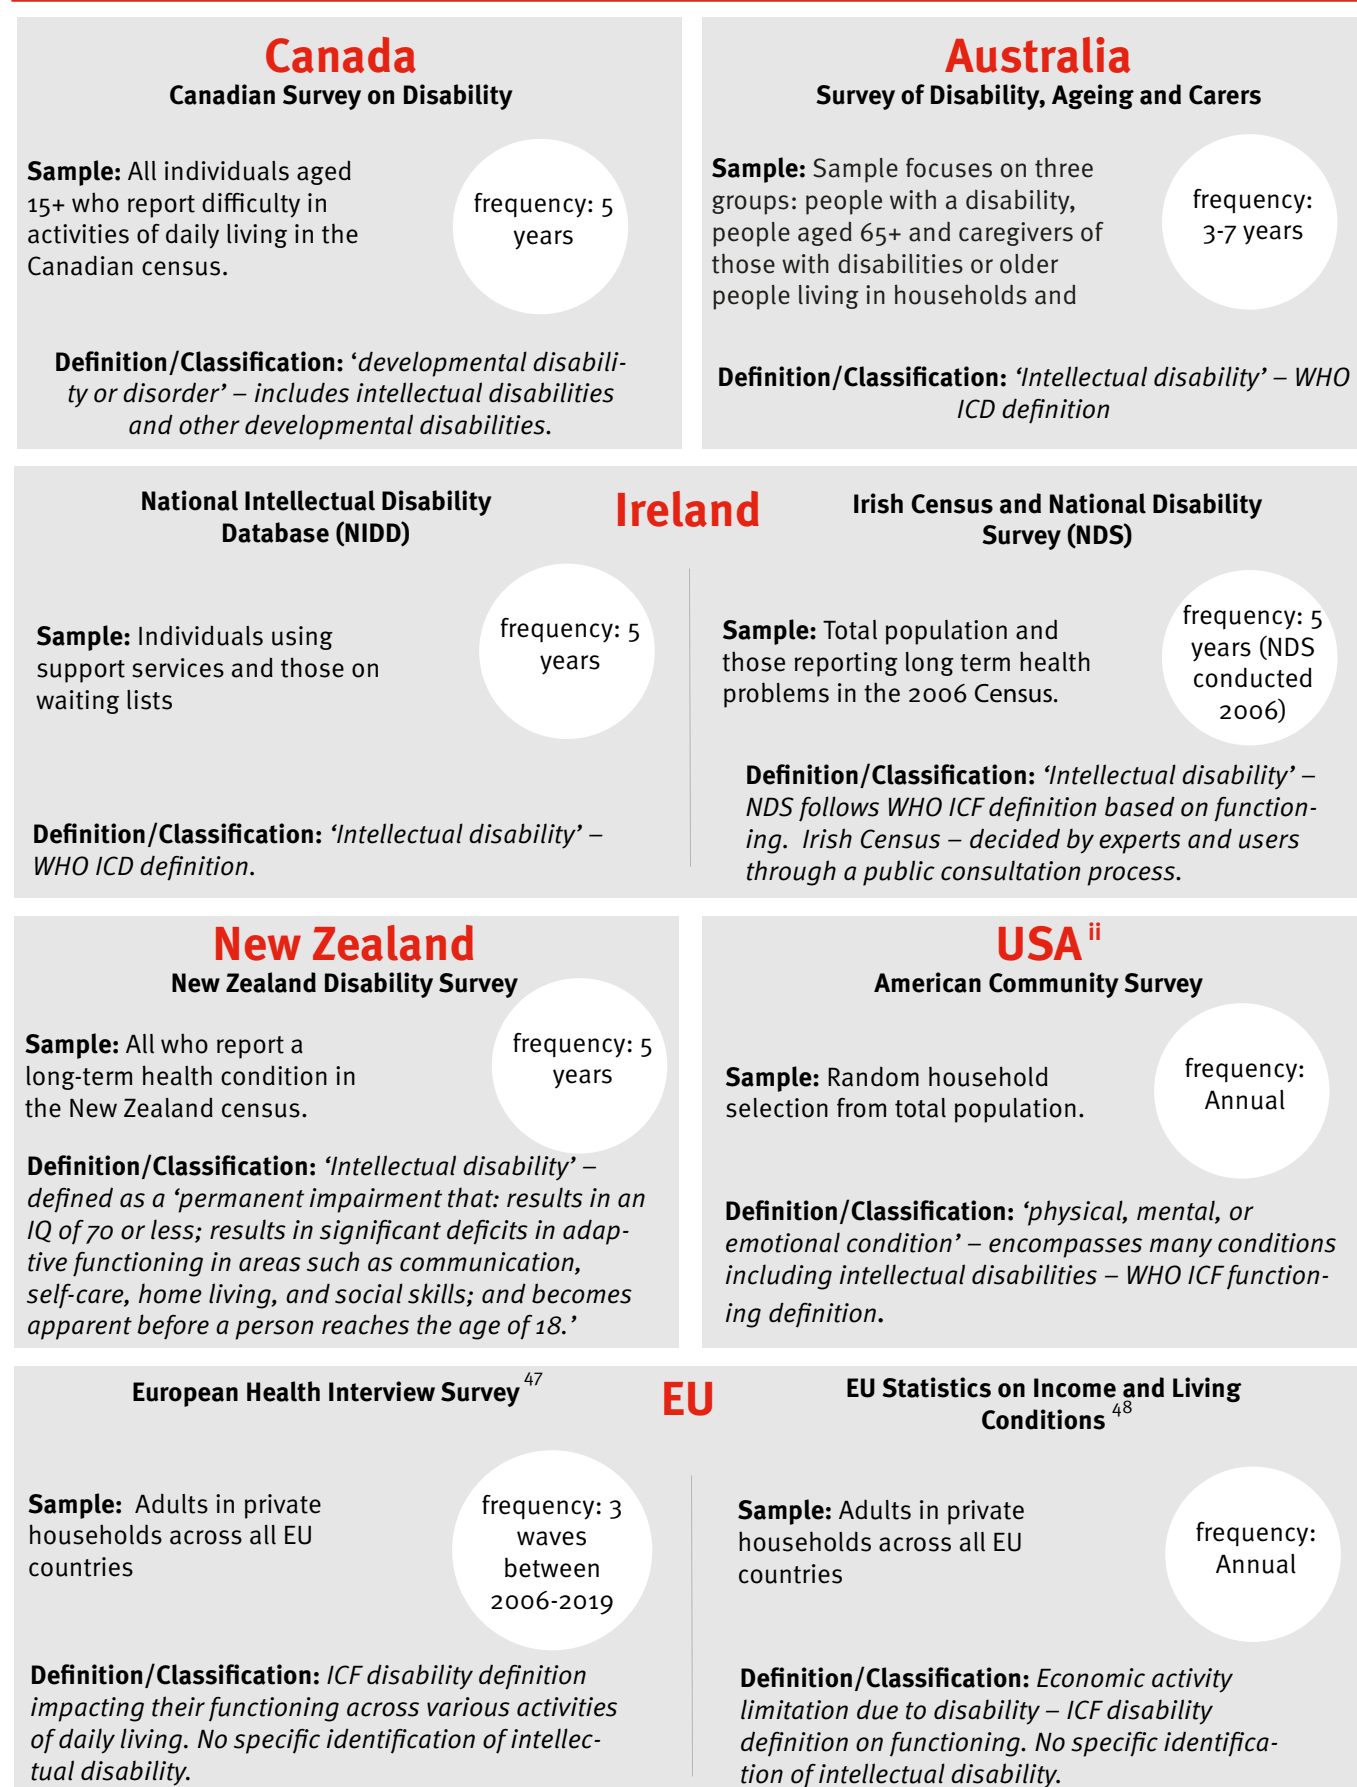 Canada
Canadian Survey on Disability
Sample: All individuals aged
15+ who report difficulty in
activities of daily living in the
Canadian census.
frequency: 5
years
Definition/Classification: ‘developmental disabili-
ty or disorder’ – includes intellectual disabilities
and other developmental disabilities.
Australia
Survey of Disability, Ageing and Carers
Sample: Sample focuses on three
groups: people with a disability,
people aged 65+ and caregivers of
those with disabilities or older
people living in households and
frequency:
3-7 years
Definition/Classification: ‘Intellectual disability’ – WHO
ICD definition
Ireland
National Intellectual Disability
Database (NIDD)
Sample: Individuals using
support services and those on
waiting lists
frequency: 5
years
Definition/Classification: ‘Intellectual disability’ –
WHO ICD definition.
Irish Census and National Disability
Survey (NDS)
Sample: Total population and
those reporting long term health
problems in the 2006 Census.
frequency: 5
years (NDS
conducted
2006)
Definition/Classification: ‘Intellectual disability’ –
NDS follows WHO ICF definition based on function-
ing. Irish Census – decided by experts and users
through a public consultation process.
New Zealand
New Zealand Disability Survey
Sample: All who report a
long-term health condition in
the New Zealand census.
frequency: 5
years
Definition/Classification: ‘Intellectual disability’ –
defined as a ‘permanent impairment that: results in an
IQ of 70 or less; results in significant deficits in adap-
tive functioning in areas such as communication,
self-care, home living, and social skills; and becomes
apparent before a person reaches the age of 18.’
USA ii
American Community Survey
Sample: Random household
selection from total population.
frequency:
Annual
Definition/Classification: ‘physical, mental, or
emotional condition’ – encompasses many conditions
including intellectual disabilities – WHO ICF function-
ing definition.
EU
European Health Interview Survey 47
Sample: Adults in private
households across all EU
countries
frequency: 3
waves
between
2006-2019
Definition/Classification: ICF disability definition
impacting their functioning across various activities
of daily living. No specific identification of intellec-
tual disability.
EU Statistics on Income and Living
Conditions 48
Sample: Adults in private
households across all EU
countries
frequency:
Annual
Definition/Classification: Economic activity
limitation due to disability – ICF disability
definition on functioning. No specific identifica-
tion of intellectual disability.